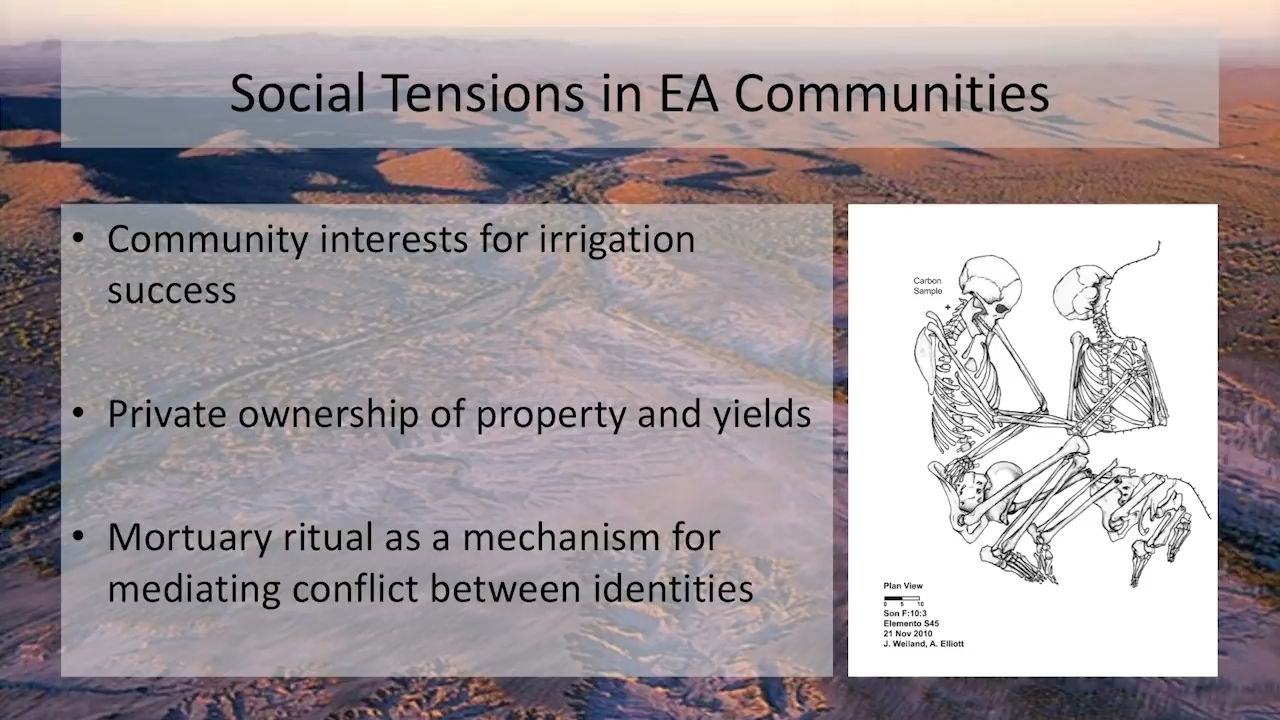 Social Tensions in EA Communities
• Community interests for irrigation
success
• Private ownership of property and yields
• Mortuary ritual as a mechanism for
mediating conflict between identities
Carbon
Sample
+
Plan View
0 5 10
Son F:10:3
Elemento S45
21 Nov 2010
J. Weiland, A. Elliott